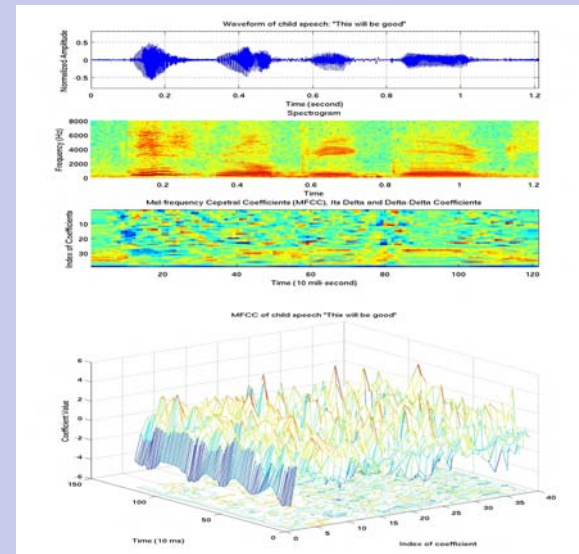 Waveform of child speech: "This will be good"
Normalized Amplitude
0.5
0
-0.5
0 0.2 0.4 0.6 0.8 1 1.2
Time (second)
Spectrogram
Frequency (Hz)
8000
6000
4000
2000
0
0.2 0.4 0.6 0.8 1 1.2
Time
Mel-frequency Cepstral Coefficients (MFCC), Its Delta and Delta-Delta Coefficients
Index of Coefficients
10
20
30
20 40 60 80 100 120
Time (10 mili-second)
MFCC of child speech "This will be good"
Coefficient Value
6
4
2
0
-2
-4
-6
150
100
50
0
Time (10 ms)
0 5 10 15 20 25 30 35 40
Index of coefficient